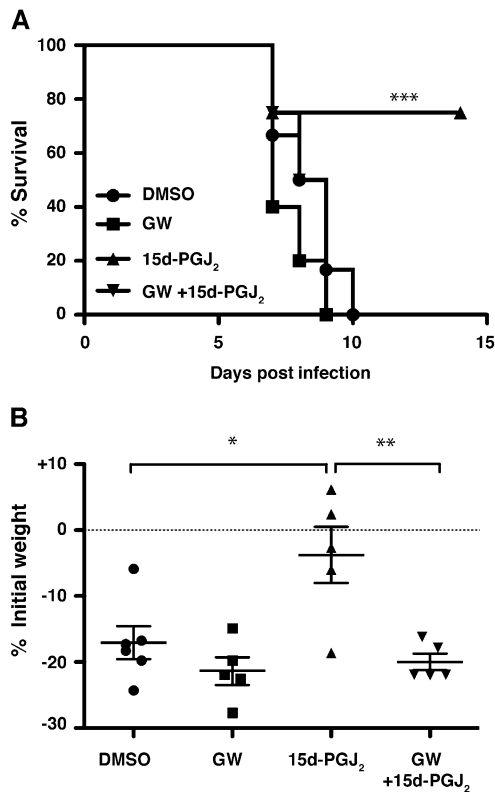 A
100
80
60
40
20
0
% Survival
***
DMSO
GW
15d-PGJ₂
GW +15d-PGJ₂
0
5
10
15
Days post infection
B
+10
0
-10
-20
-30
% Initial weight
*
**
DMSO
GW
15d-PGJ₂
GW
+15d-PGJ₂